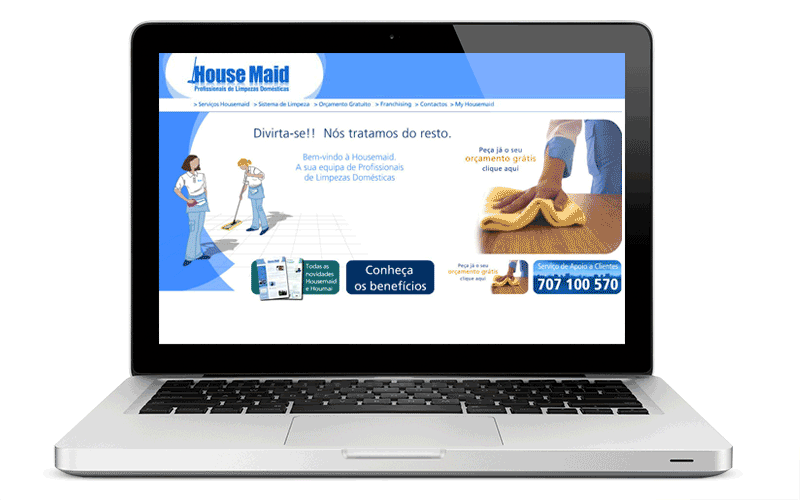 House Maid
Profissionais de Limpezas Domésticas
> Serviços Housemaid > Sistema de Limpeza > Orçamento Gratuito > Franchising > Contactos > My Housemaid
Divirta-se!! Nós tratamos do resto.
Bem-vindo à Housemaid.
A sua equipa de Profissionais
de Limpezas Domésticas
Peça já o seu
orçamento grátis
clique aqui
Todas as
novidades
Housemaid
e Houmai
Conheça
os benefícios
Peça já o seu
orçamento grátis
clique aqui
Serviço de Apoio a Clientes
707 100 570